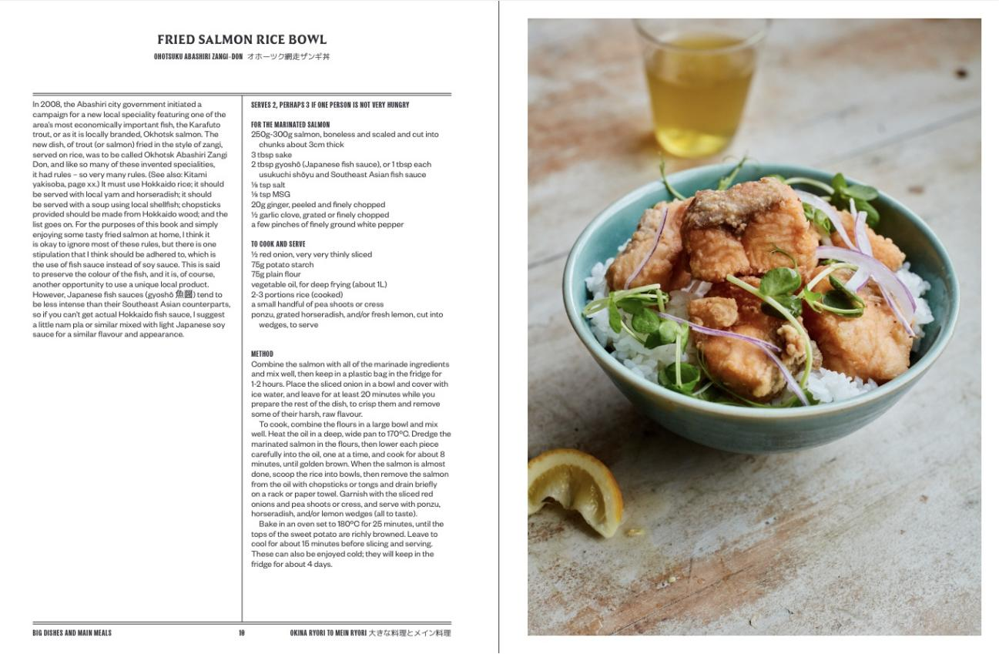 FRIED SALMON RICE BOWL
OHOTSUKU ABASHIRI ZANGI-DON オホーツク網走ザンギ丼
In 2008, the Abashiri city government initiated a
campaign for a new local speciality featuring one of the
area's most economically important fish, the Karafuto
trout, or as it is locally branded, Okhotsk salmon. The
new dish, of trout (or salmon) fried in the style of zangi,
served on rice, was to be called Okhotsk Abashiri Zangi
Don, and like so many of these invented specialities,
it had rules – so very many rules. (See also: Kitami
yakisoba, page xx.) It must use Hokkaido rice; it should
be served with local yam and horseradish; it should
be served with a soup using local shellfish; chopsticks
provided should be made from Hokkaido wood; and the
list goes on. For the purposes of this book and simply
enjoying some tasty fried salmon at home, I think it
is okay to ignore most of these rules, but there is one
stipulation that I think should be adhered to, which is
the use of fish sauce instead of soy sauce. This is said
to preserve the colour of the fish, and it is, of course,
another opportunity to use a unique local product.
However, Japanese fish sauces (gyoshō 魚醤) tend to
be less intense than their Southeast Asian counterparts,
so if you can't get actual Hokkaido fish sauce, I suggest
a little nam pla or similar mixed with light Japanese soy
sauce for a similar flavour and appearance.
SERVES 2, PERHAPS 3 IF ONE PERSON IS NOT VERY HUNGRY
FOR THE MARINATED SALMON
250g-300g salmon, boneless and scaled and cut into
chunks about 3cm thick
3 tbsp sake
2 tbsp gyoshō (Japanese fish sauce), or 1 tbsp each
usukuchi shōyu and Southeast Asian fish sauce
⅛ tsp salt
⅛ tsp MSG
20g ginger, peeled and finely chopped
½ garlic clove, grated or finely chopped
a few pinches of finely ground white pepper
TO COOK AND SERVE
½ red onion, very very thinly sliced
75g potato starch
75g plain flour
vegetable oil, for deep frying (about 1L)
2-3 portions rice (cooked)
a small handful of pea shoots or cress
ponzu, grated horseradish, and/or fresh lemon, cut into
wedges, to serve
METHOD
Combine the salmon with all of the marinade ingredients
and mix well, then keep in a plastic bag in the fridge for
1-2 hours. Place the sliced onion in a bowl and cover with
ice water, and leave for at least 20 minutes while you
prepare the rest of the dish, to crisp them and remove
some of their harsh, raw flavour.
To cook, combine the flours in a large bowl and mix
well. Heat the oil in a deep, wide pan to 170ºC. Dredge the
marinated salmon in the flours, then lower each piece
carefully into the oil, one at a time, and cook for about 8
minutes, until golden brown. When the salmon is almost
done, scoop the rice into bowls, then remove the salmon
from the oil with chopsticks or tongs and drain briefly
on a rack or paper towel. Garnish with the sliced red
onions and pea shoots or cress, and serve with ponzu,
horseradish, and/or lemon wedges (all to taste).
Bake in an oven set to 180ºC for 25 minutes, until the
tops of the sweet potato are richly browned. Leave to
cool for about 15 minutes before slicing and serving.
These can also be enjoyed cold; they will keep in the
fridge for about 4 days.
BIG DISHES AND MAIN MEALS
10
OKINA RYORI TO MEIN RYORI 大きな料理とメイン料理